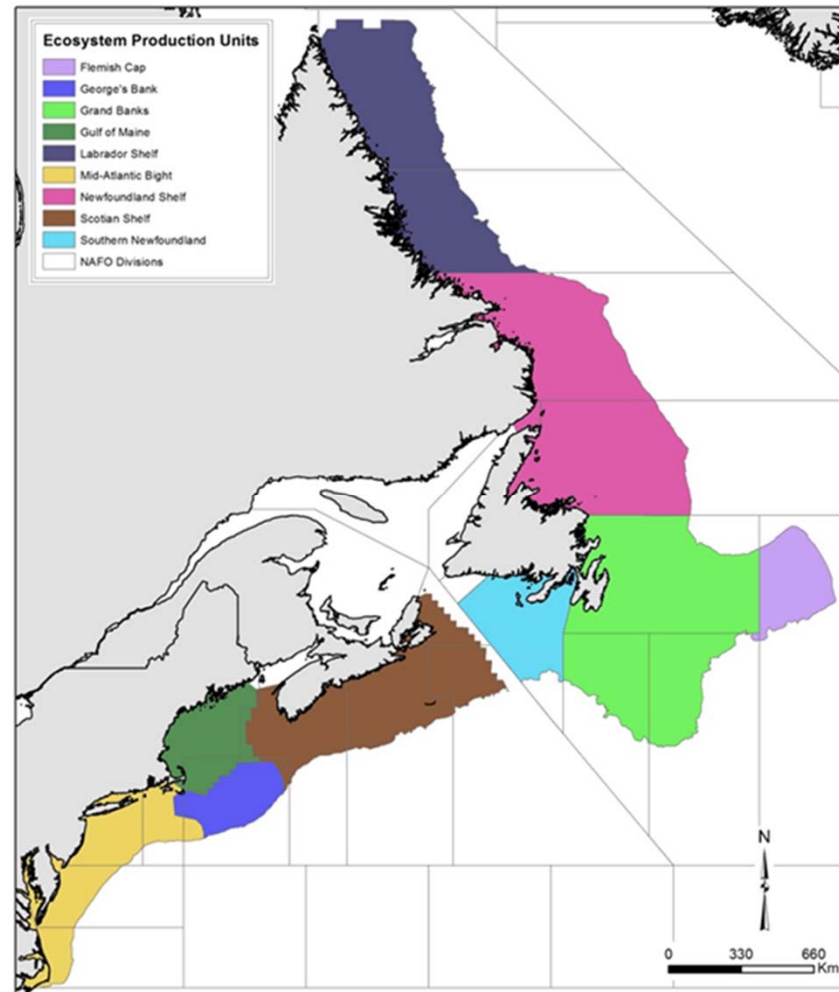 Ecosystem Production Units
Flemish Cap
George's Bank
Grand Banks
Gulf of Maine
Labrador Shelf
Mid-Atlantic Bight
Newfoundland Shelf
Scotian Shelf
Southern Newfoundland
NAFO Divisions
N
0 330 660
Km